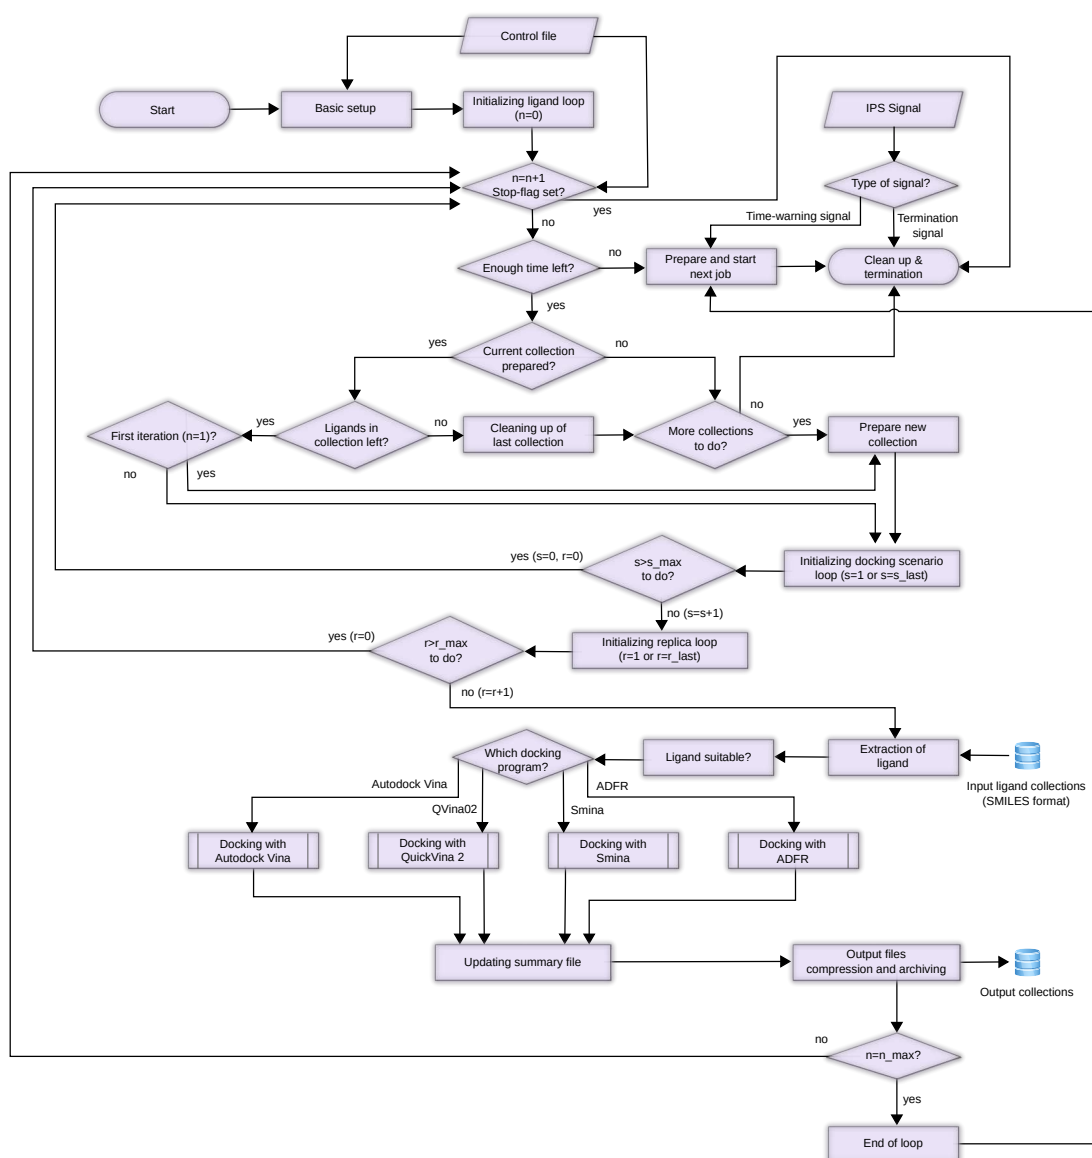 Control file
Start
Basic setup
Initializing ligand loop
(n=0)
IPS Signal
n=n+1
Stop-flag set?
Type of signal?
yes
no
Time-warning signal
Termination
signal
Enough time left?
no
Prepare and start
next job
Clean up &
termination
yes
Current collection
prepared?
yes
no
First iteration (n=1)?
yes
Ligands in
collection left?
no
Cleaning up of
last collection
More collections
to do?
no
yes
Prepare new
collection
no
yes
yes (s=0, r=0)
s>s_max
to do?
Initializing docking scenario
loop (s=1 or s=s_last)
no (s=s+1)
yes (r=0)
r>r_max
to do?
Initializing replica loop
(r=1 or r=r_last)
no (r=r+1)
Which docking
program?
Ligand suitable?
Extraction of
ligand
Input ligand collections
(SMILES format)
Autodock Vina
QVina02
Smina
ADFR
Docking with
Autodock Vina
Docking with
QuickVina 2
Docking with
Smina
Docking with
ADFR
Updating summary file
Output files
compression and archiving
Output collections
no
n=n_max?
yes
End of loop